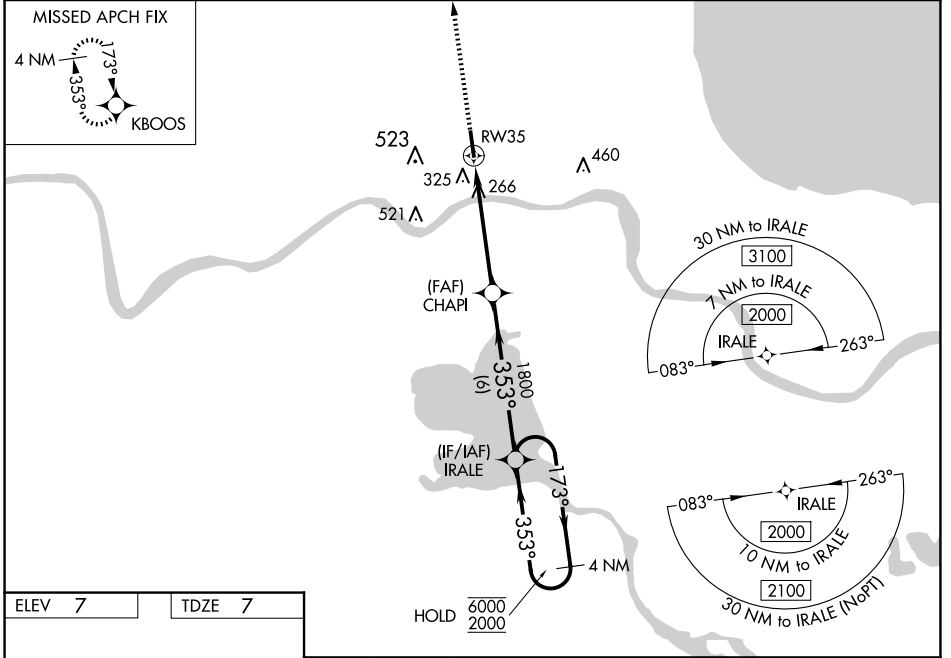 MISSED APCH FIX
4 NM
173°
353°
KBOOS
523
RW35
325
460
266
521
(FAF)
CHAPI
30 NM to IRALE
3100
7 NM to IRALE
2000
IRALE
083°
263°
353°
1800
(6)
(IF/IAF)
IRALE
173°
353°
4 NM
HOLD
6000
2000
083°
263°
IRALE
2000
10 NM to IRALE
2100
30 NM to IRALE (NoPT)
ELEV 7
TDZE 7